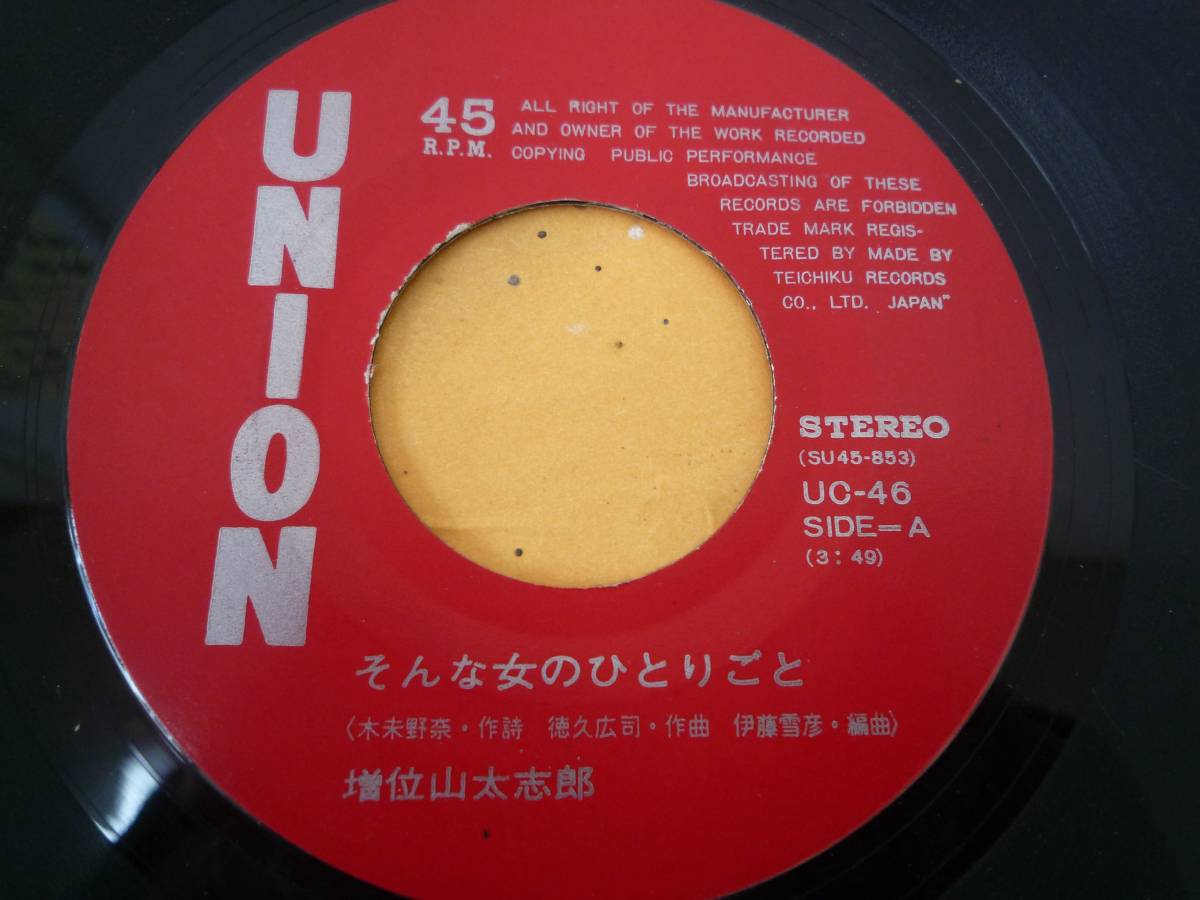 UNION
45
R.P.M.
ALL RIGHT OF THE MANUFACTURER
AND OWNER OF THE WORK RECORDED
COPYING PUBLIC PERFORMANCE
BROADCASTING OF THESE
RECORDS ARE FORBIDDEN
TRADE MARK REGIS-
TERED BY MADE BY
TEICHIKU RECORDS
CO., LTD. JAPAN"
STEREO
(SU45-853)
UC-46
SIDE=A
(3:49)
そんな女のひとりごと
〈木未野奈・作詩 徳久広司・作曲 伊藤雪彦・編曲〉
増位山太志郎